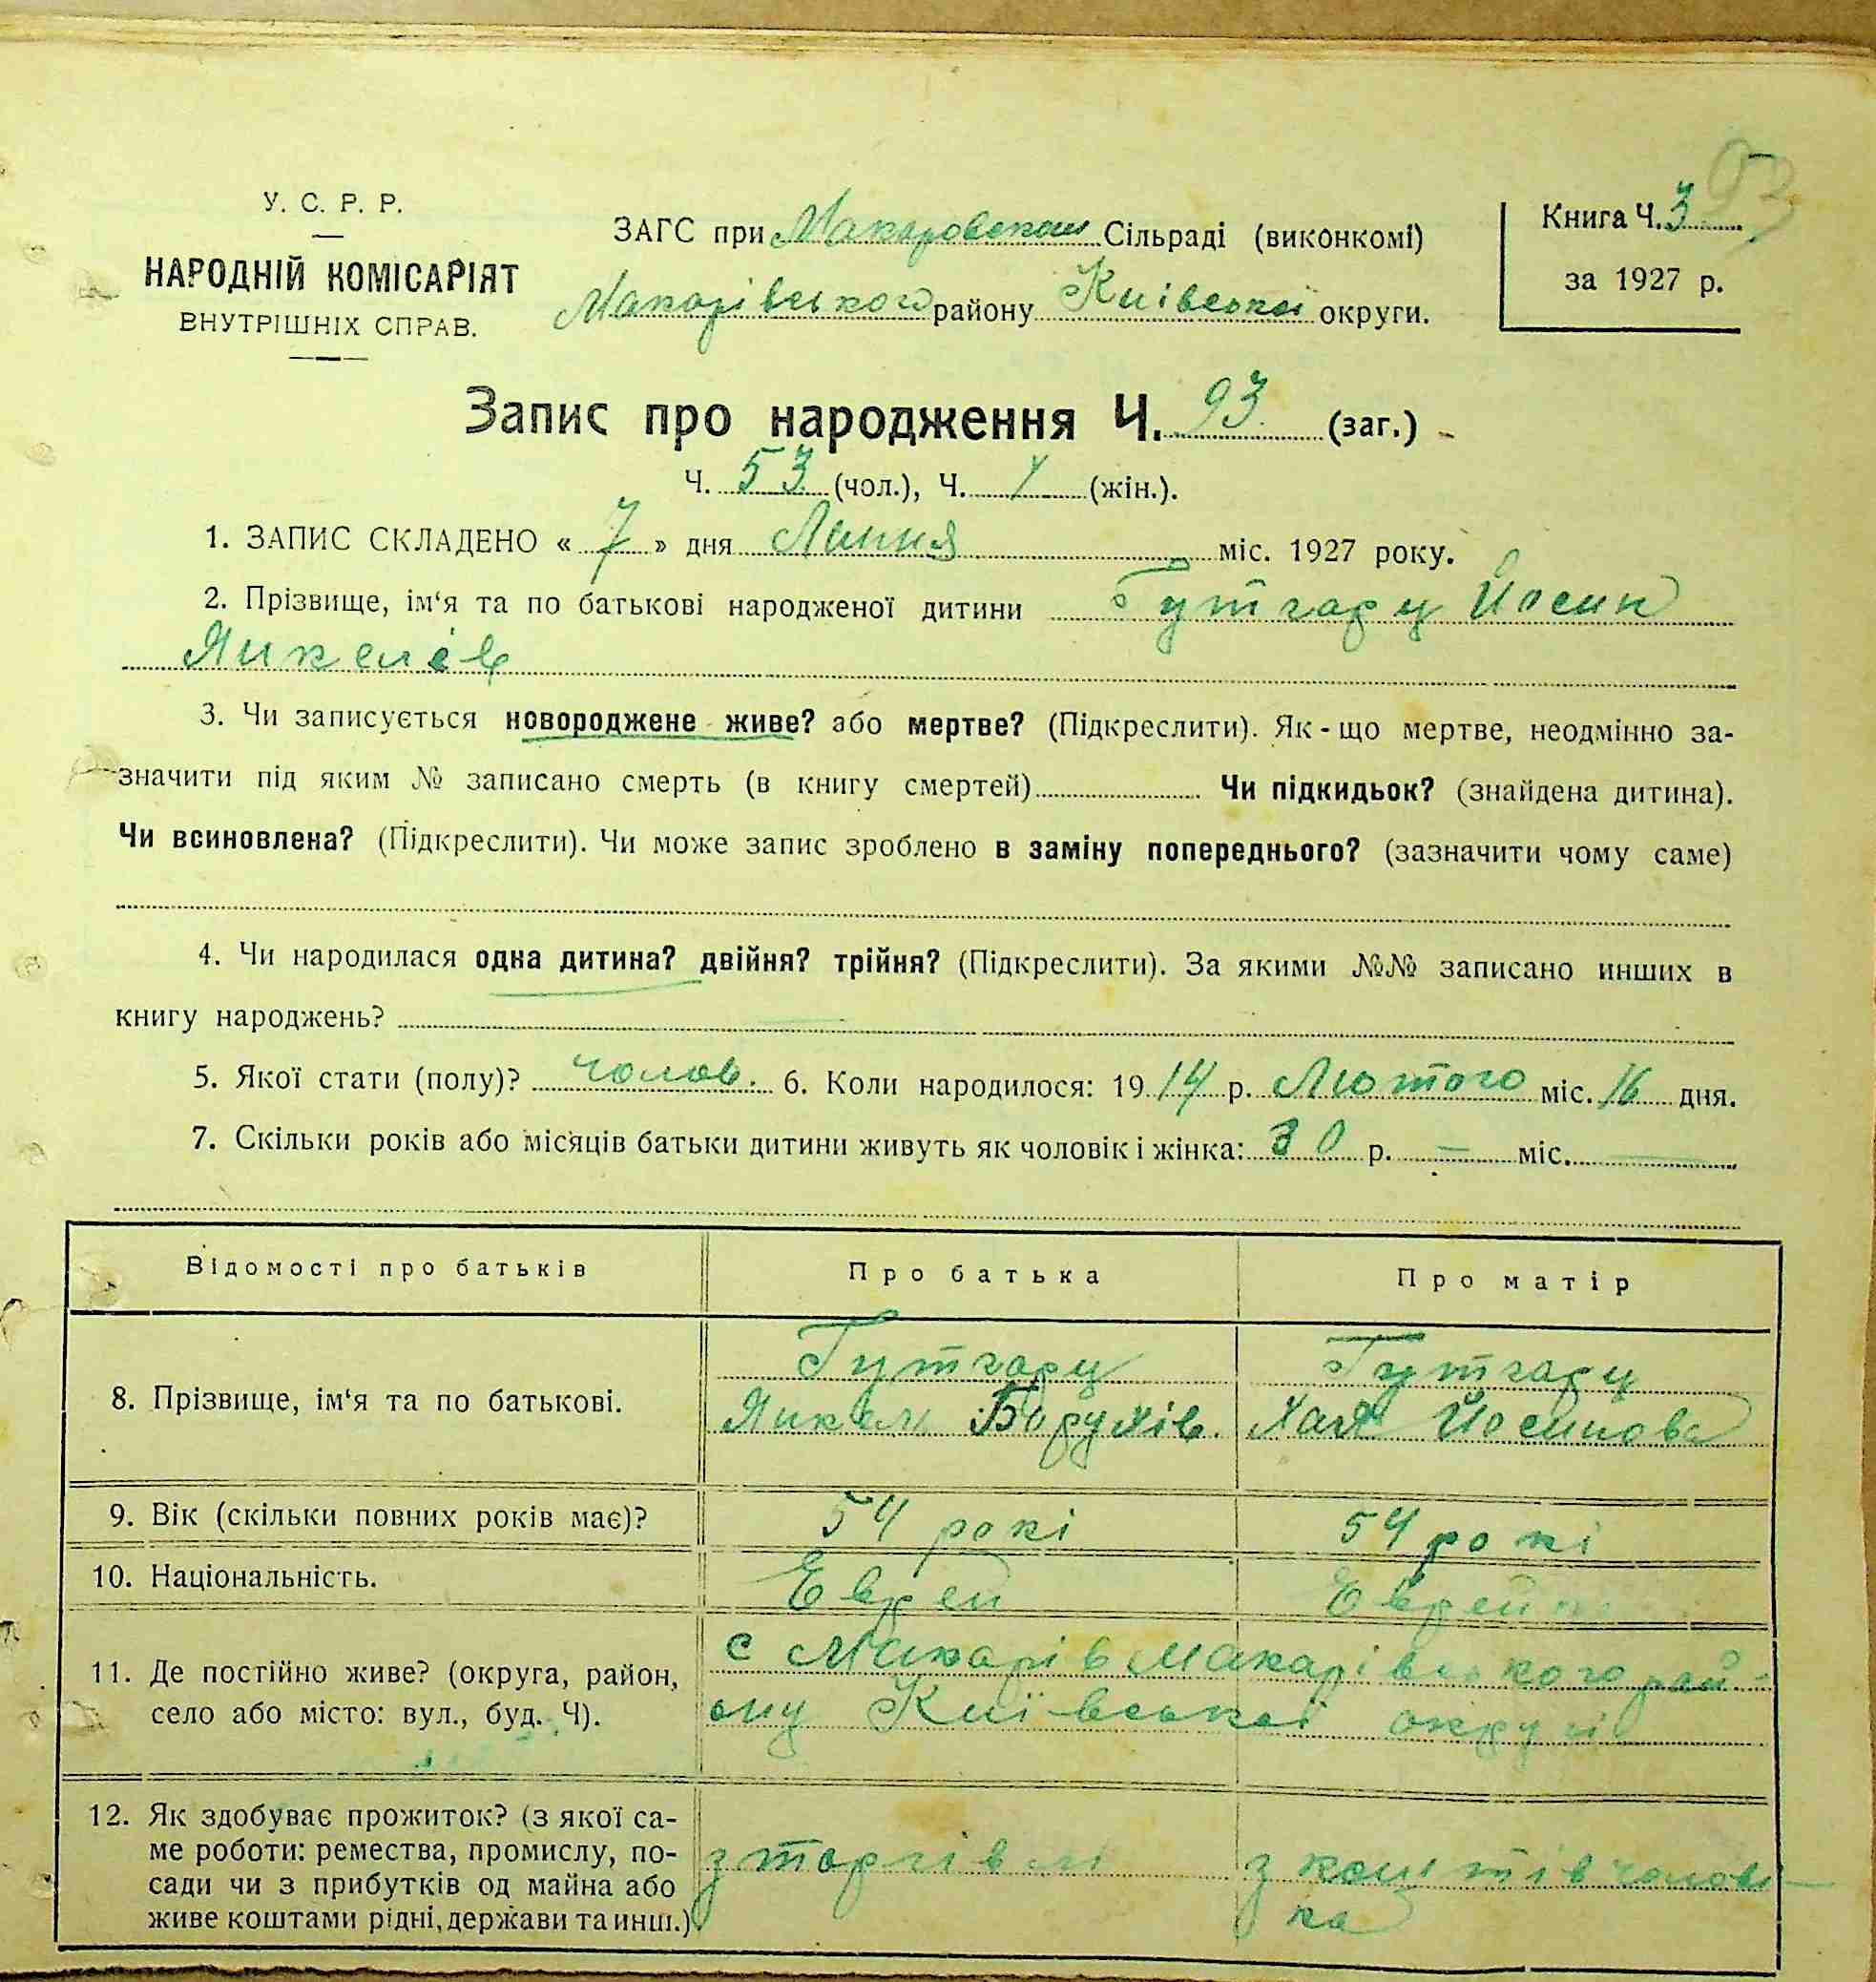 93
У. С. Р. Р.
НАРОДНІЙ КОМІСАРІЯТ
ВНУТРІШНІХ СПРАВ.
ЗАГС при Макаровском Сільраді (виконкомі)
Макарівського району Київської округи.
Книга Ч. 3
за 1927 р.
Запис про народження Ч. 93 (заг.)
Ч. 53 (чол.), Ч. (жін.).
1. ЗАПИС СКЛАДЕНО « 7 » дня Липня міс. 1927 року.
2. Прізвище, ім‘я та по батькові народженої дитини Гутгарц Йосип
Янкелів
3. Чи записується новороджене живе? або мертве? (Підкреслити). Як-що мертве, неодмінно за-
значити під яким № записано смерть (в книгу смертей) Чи підкидьок? (знайдена дитина).
Чи всиновлена? (Підкреслити). Чи може запис зроблено в заміну попереднього? (зазначити чому саме)
4. Чи народилася одна дитина? двійня? трійня? (Підкреслити). За якими №№ записано инших в
книгу народжень? —
5. Якої стати (полу)? чолов. 6. Коли народилося: 1914 р. Лютого міс. 16 дня.
7. Скільки років або місяців батьки дитини живуть як чоловік і жінка: 30 р. — міс. —
Відомості про батьків
Про батька
Про матір
8. Прізвище, ім‘я та по батькові.
Гутгарц
Янкель Борухів.
Гутгарц
Хая Йосипова
9. Вік (скільки повних років має)?
54 рокі
54 рокі
10. Національність.
Еврей
Еврейка
11. Де постійно живе? (округа, район,
село або місто: вул., буд. Ч).
с Макарів Макарівського рай-
ону Київської округи
12. Як здобуває прожиток? (з якої са-
ме роботи: ремества, промислу, по-
сади чи з прибутків од майна або
живе коштами рідні, держави та инш.)
з торгівлі
з коштів чолові-
ка